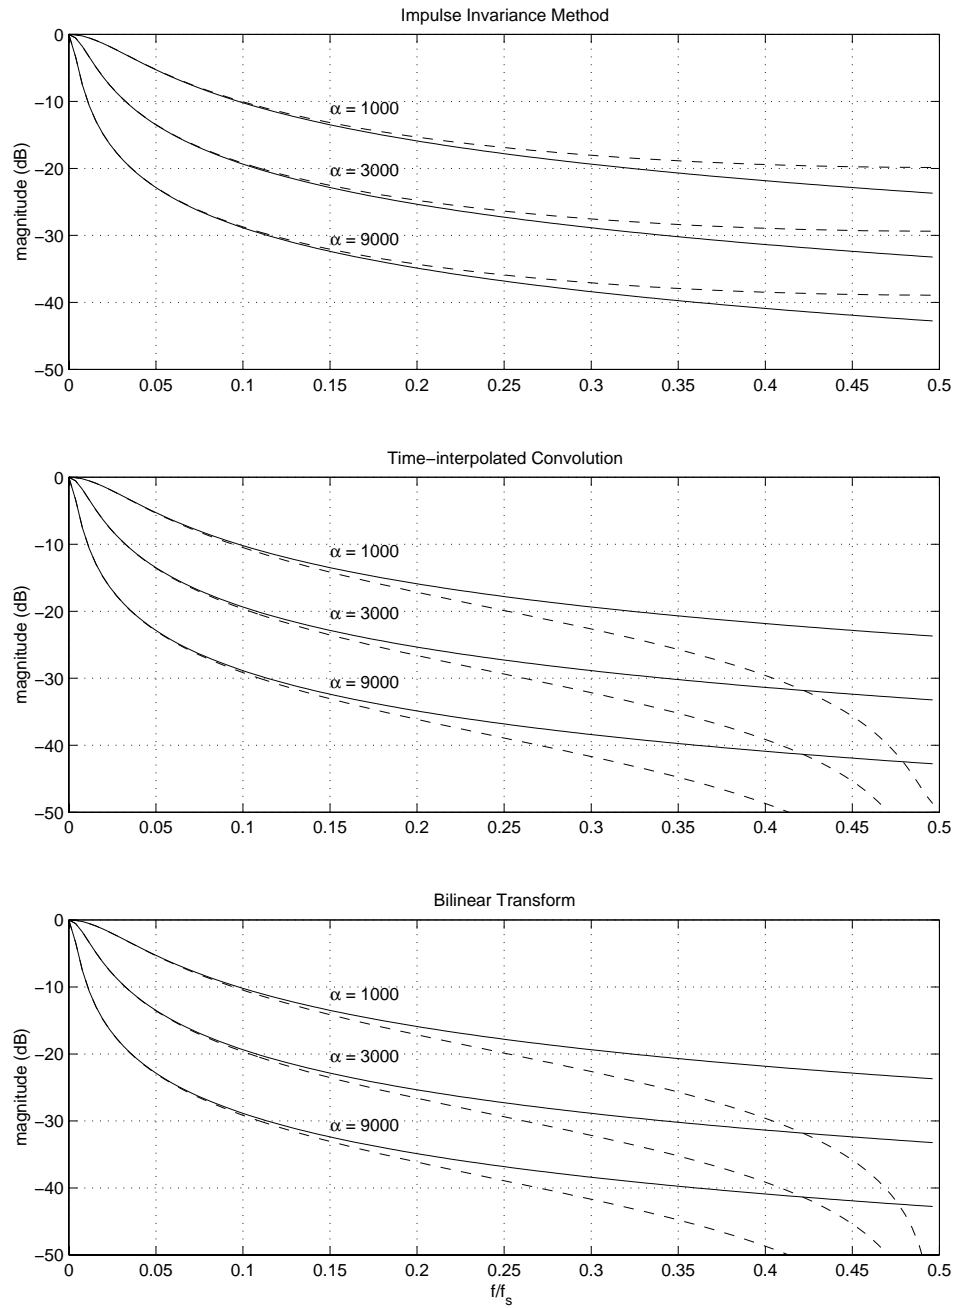 Impulse Invariance Method
magnitude (dB)
0
−10
−20
−30
−40
−50
α = 1000
α = 3000
α = 9000
0 0.05 0.1 0.15 0.2 0.25 0.3 0.35 0.4 0.45 0.5
Time−interpolated Convolution
magnitude (dB)
0
−10
−20
−30
−40
−50
α = 1000
α = 3000
α = 9000
0 0.05 0.1 0.15 0.2 0.25 0.3 0.35 0.4 0.45 0.5
Bilinear Transform
magnitude (dB)
0
−10
−20
−30
−40
−50
α = 1000
α = 3000
α = 9000
0 0.05 0.1 0.15 0.2 0.25 0.3 0.35 0.4 0.45 0.5
f/fs